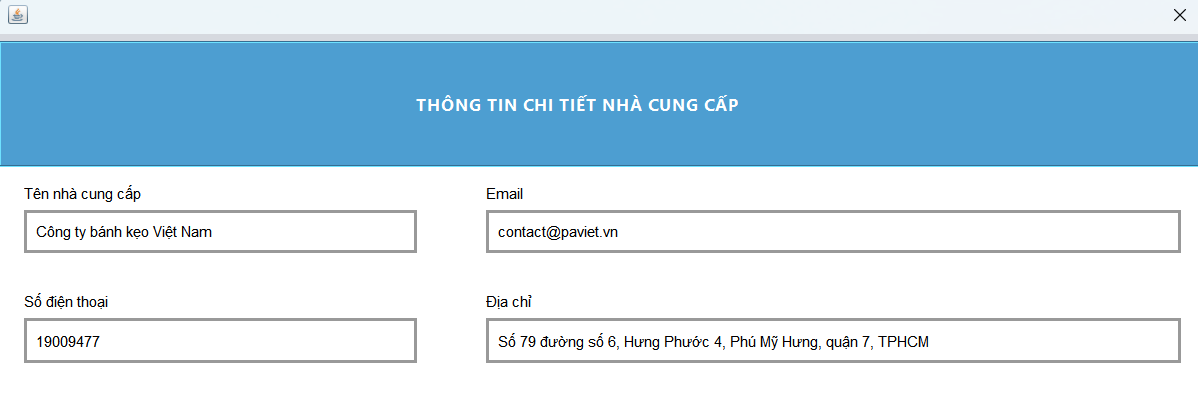 THÔNG TIN CHI TIẾT NHÀ CUNG CẤP
Tên nhà cung cấp
Email
Công ty bánh kẹo Việt Nam
contact@paviet.vn
Số điện thoại
Địa chỉ
19009477
Số 79 đường số 6, Hưng Phước 4, Phú Mỹ Hưng, quận 7, TPHCM